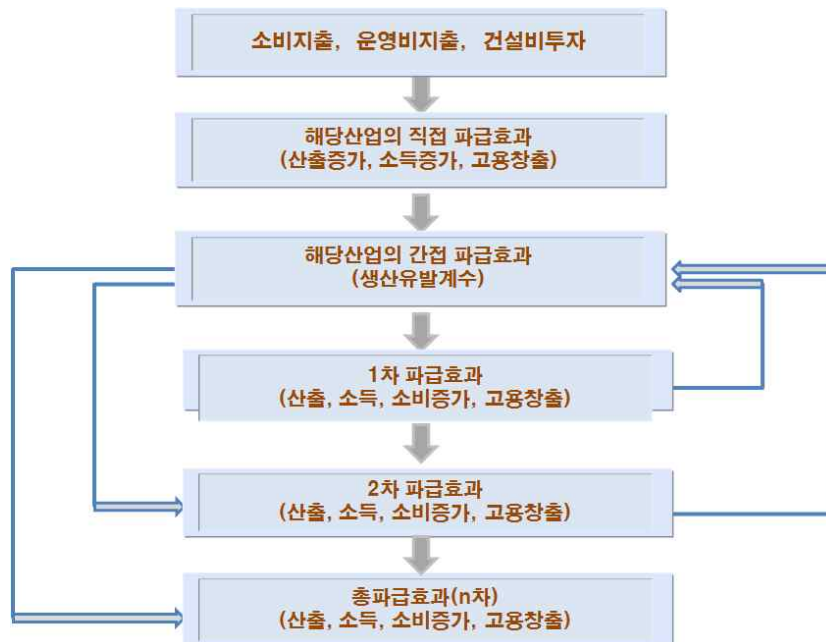 소비지출, 운영비지출, 건설비투자
해당산업의 직접 파급효과
(산출증가, 소득증가, 고용창출)
해당산업의 간접 파급효과
(생산유발계수)
1차 파급효과
(산출, 소득, 소비증가, 고용창출)
2차 파급효과
(산출, 소득, 소비증가, 고용창출)
총파급효과(n차)
(산출, 소득, 소비증가, 고용창출)